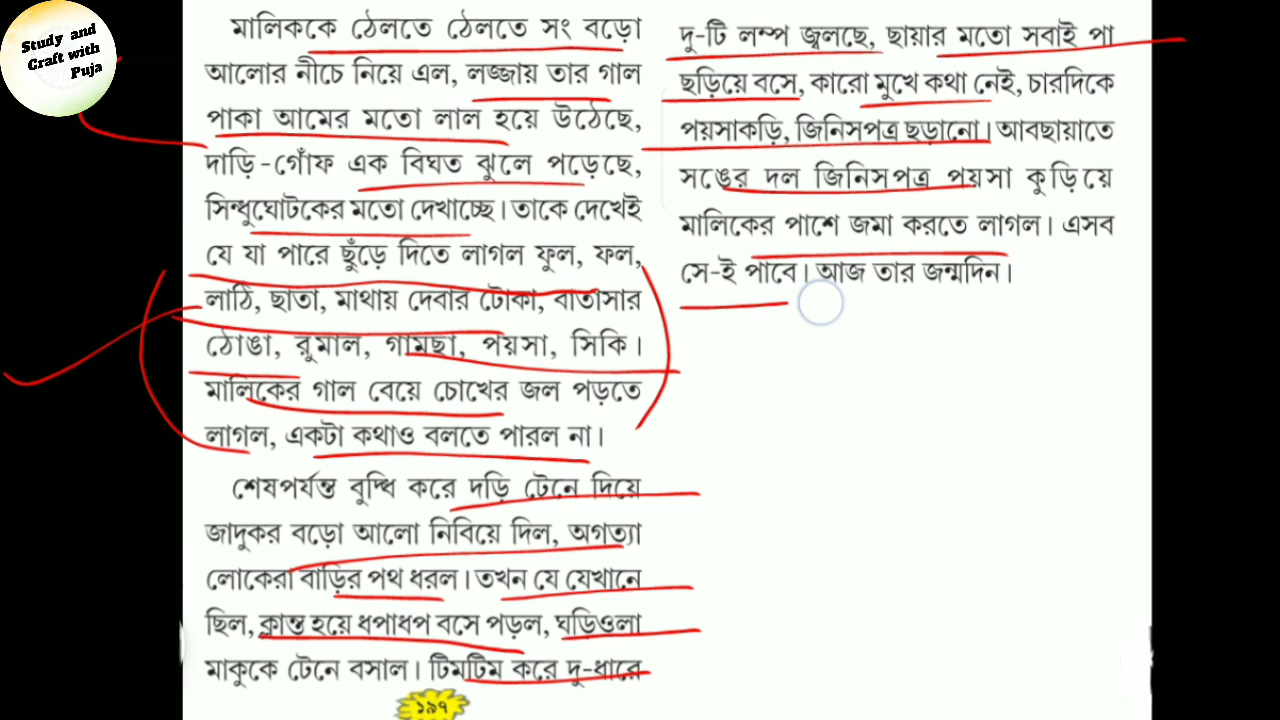 Study and
Craft with
Puja
মালিককে ঠেলতে ঠেলতে সং বড়ো
আলোর নীচে নিয়ে এল, লজ্জায় তার গাল
পাকা আমের মতো লাল হয়ে উঠেছে,
দাড়ি-গোঁফ এক বিঘত ঝুলে পড়েছে,
সিন্ধুঘোটকের মতো দেখাচ্ছে। তাকে দেখেই
যে যা পারে ছুঁড়ে দিতে লাগল ফুল, ফল,
লাঠি, ছাতা, মাথায় দেবার টোকা, বাতাসার
ঠোঙা, রুমাল, গামছা, পয়সা, সিকি।
মালিকের গাল বেয়ে চোখের জল পড়তে
লাগল, একটা কথাও বলতে পারল না।
শেষপর্যন্ত বুদ্ধি করে দড়ি টেনে দিয়ে
জাদুকর বড়ো আলো নিবিয়ে দিল, অগত্যা
লোকেরা বাড়ির পথ ধরল। তখন যে যেখানে
ছিল, ক্লান্ত হয়ে ধপাধপ বসে পড়ল, ঘড়িওলা
মাকুকে টেনে বসাল। টিমটিম করে দু-ধারে
১৯৭
দু-টি লম্প জ্বলছে, ছায়ার মতো সবাই পা
ছড়িয়ে বসে, কারো মুখে কথা নেই, চারদিকে
পয়সাকড়ি, জিনিসপত্র ছড়ানো। আবছায়াতে
সঙের দল জিনিসপত্র পয়সা কুড়িয়ে
মালিকের পাশে জমা করতে লাগল। এসব
সে-ই পাবে। আজ তার জন্মদিন।